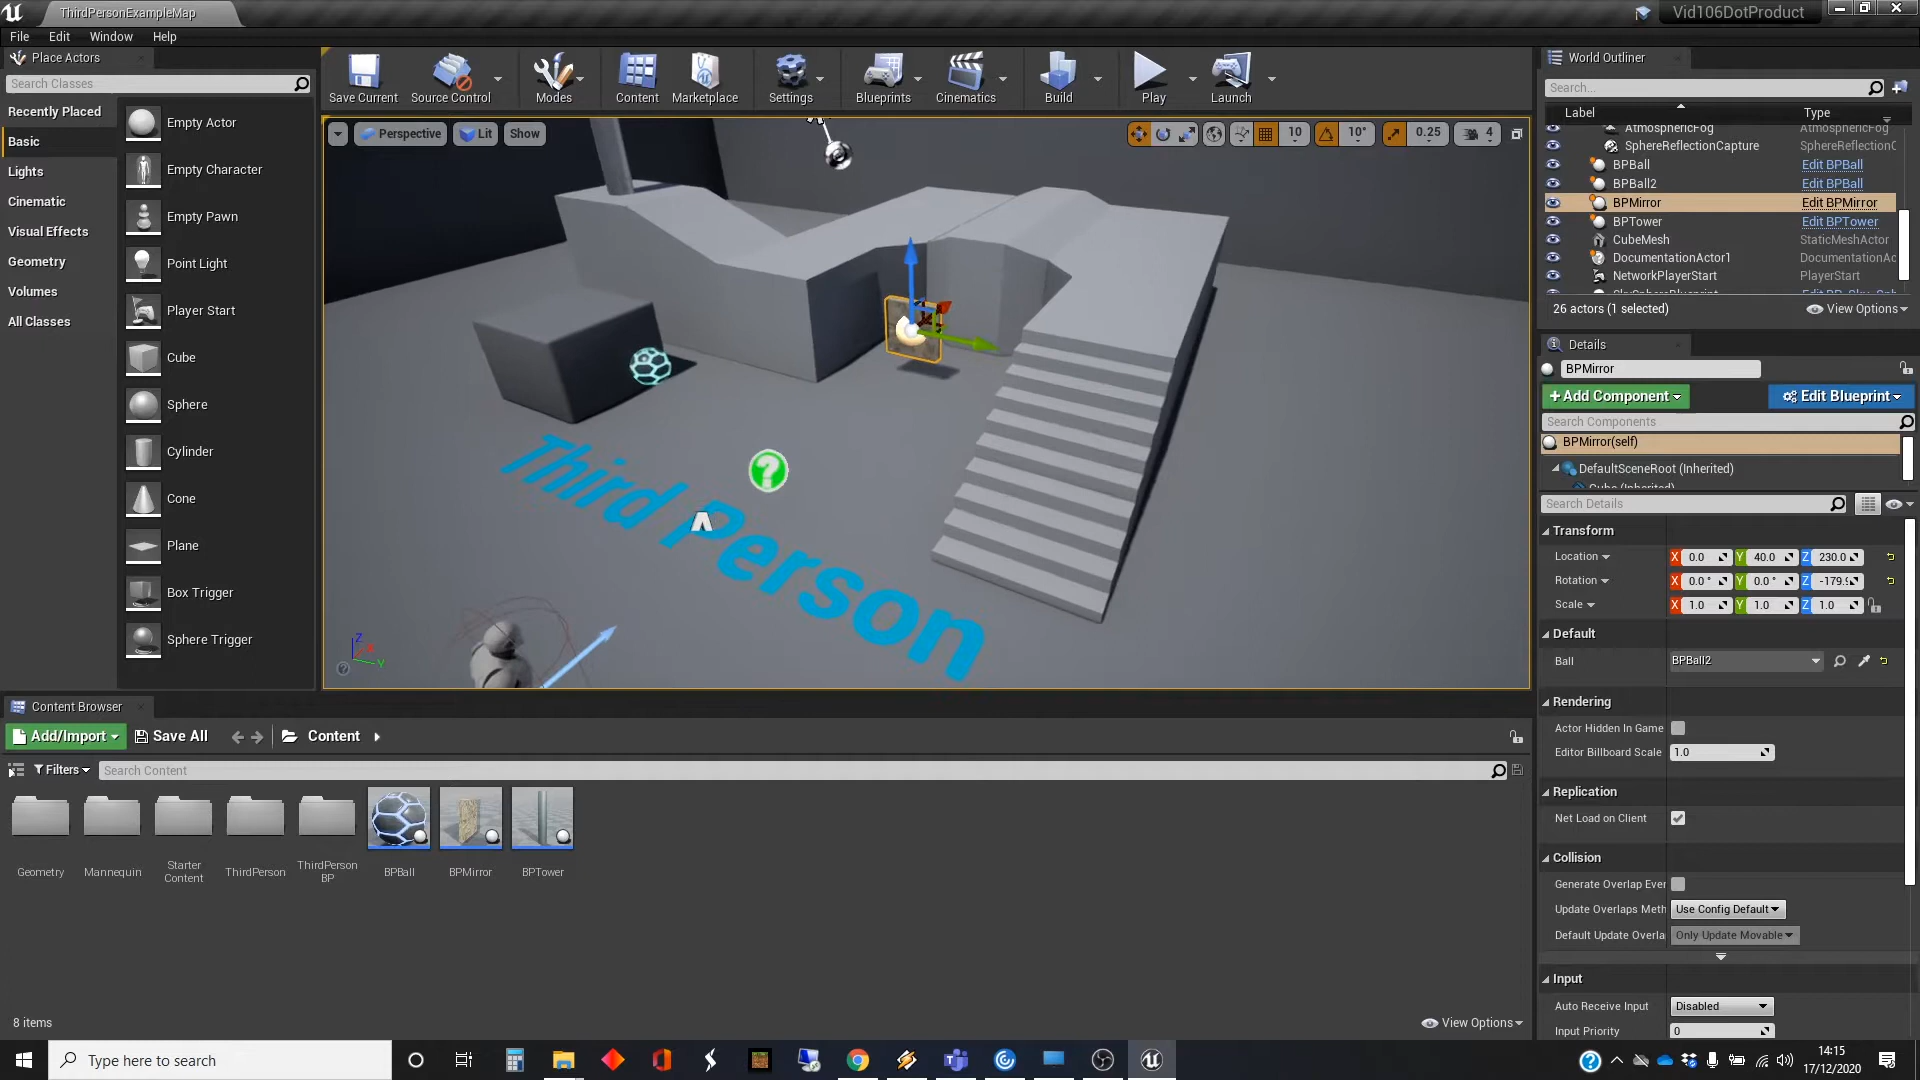 ThirdPersonExampleMap
Vid106DotProduct
File Edit Window Help
Place Actors
Search Classes
Recently Placed
Basic
Lights
Cinematic
Visual Effects
Geometry
Volumes
All Classes
Empty Actor
Empty Character
Empty Pawn
Point Light
Player Start
Cube
Sphere
Cylinder
Cone
Plane
Box Trigger
Sphere Trigger
Save Current
Source Control
Modes
Content
Marketplace
Settings
Blueprints
Cinematics
Build
Play
Launch
Perspective Lit Show
10 10° 0.25 4
Third Person
?
Z
X
Y
World Outliner
Search...
Label Type
AtmosphericFog AtmosphericFog
SphereReflectionCapture SphereReflectionC
BPBall Edit BPBall
BPBall2 Edit BPBall
BPMirror Edit BPMirror
BPTower Edit BPTower
CubeMesh StaticMeshActor
DocumentationActor1 DocumentationAc
NetworkPlayerStart PlayerStart
26 actors (1 selected) View Options
Details
BPMirror
+Add Component Edit Blueprint
Search Components
BPMirror(self)
DefaultSceneRoot (Inherited)
Cube (Inherited)
Search Details
Transform
Location X 0.0 Y 40.0 Z 230.0
Rotation X 0.0 ° Y 0.0 ° Z -179.9
Scale X 1.0 Y 1.0 Z 1.0
Default
Ball BPBall2
Rendering
Actor Hidden In Game
Editor Billboard Scale 1.0
Replication
Net Load on Client
Collision
Generate Overlap Ever
Update Overlaps Meth Use Config Default
Default Update Overla Only Update Movable
Input
Auto Receive Input Disabled
Input Priority 0
Content Browser
Add/Import Save All Content
Filters Search Content
Geometry
Mannequin
Starter Content
ThirdPerson
ThirdPerson BP
BPBall
BPMirror
BPTower
8 items
View Options
Type here to search
14:15
17/12/2020